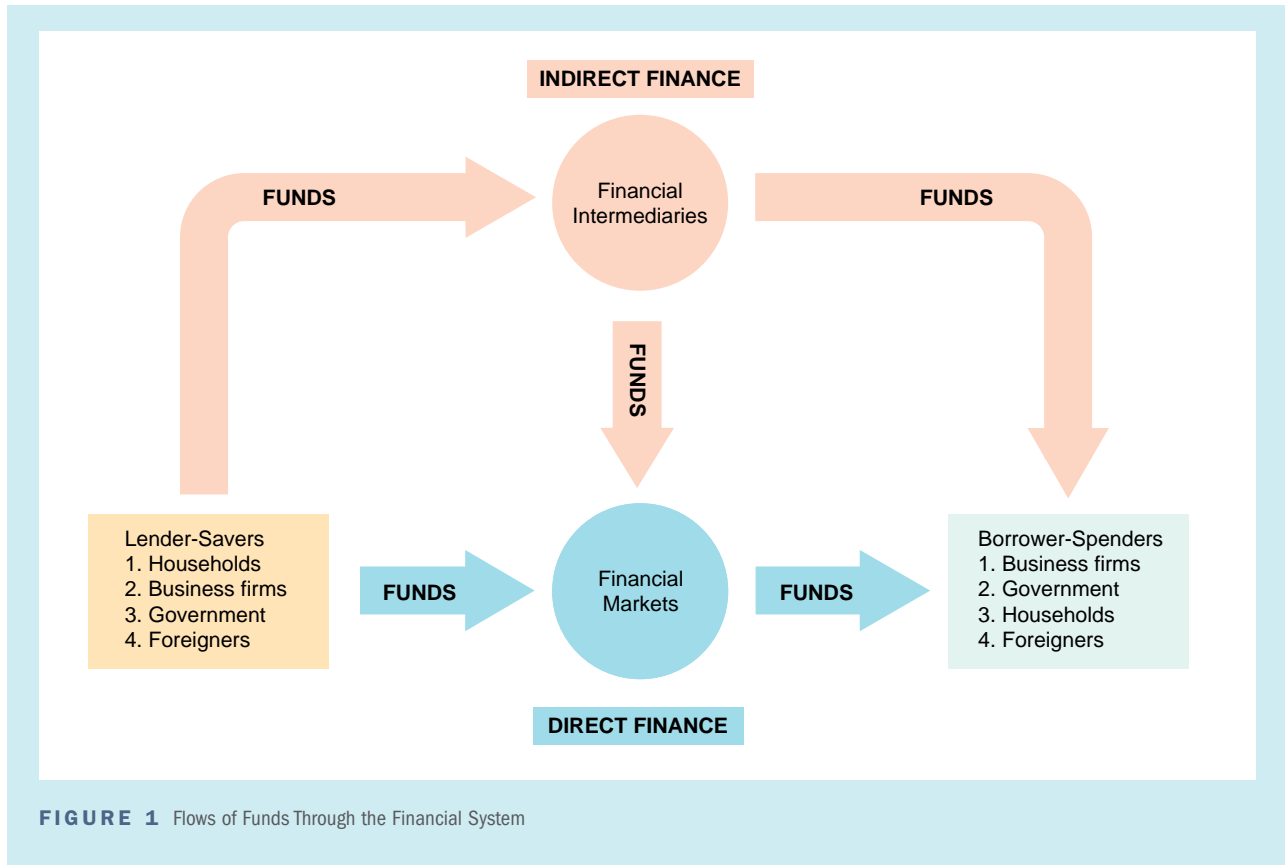 INDIRECT FINANCE
FUNDS
Financial
Intermediaries
FUNDS
FUNDS
Lender-Savers
1. Households
2. Business firms
3. Government
4. Foreigners
FUNDS
Financial
Markets
FUNDS
Borrower-Spenders
1. Business firms
2. Government
3. Households
4. Foreigners
DIRECT FINANCE
FIGURE 1 Flows of Funds Through the Financial System